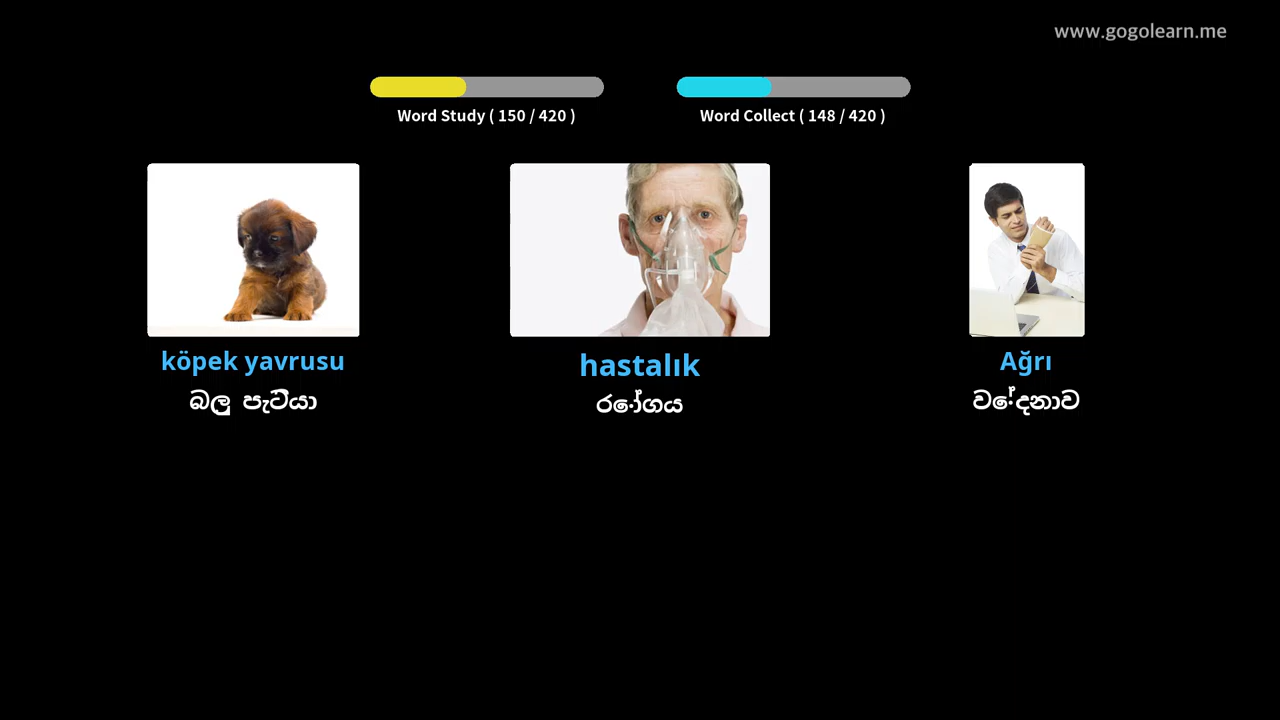 www.gogolearn.me
Word Study ( 150 / 420 )
Word Collect ( 148 / 420 )
köpek yavrusu
hastalık
Ağrı
බලු පැටියා
රෝගය
වේදනාව